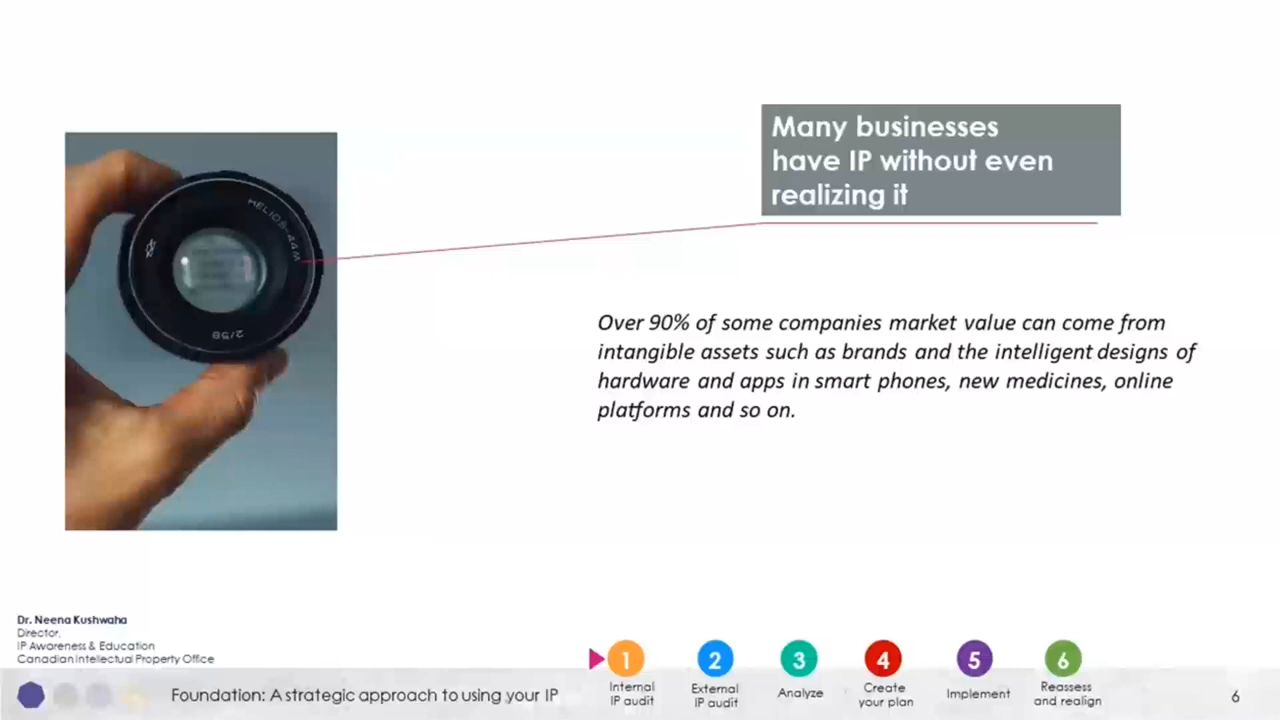 Many businesses
have IP without even
realizing it
HELIOS-44M
2/58
Over 90% of some companies market value can come from
intangible assets such as brands and the intelligent designs of
hardware and apps in smart phones, new medicines, online
platforms and so on.
Dr. Neena Kushwaha
Director,
IP Awareness & Education
Canadian Intellectual Property Office
Foundation: A strategic approach to using your IP
1
Internal
IP audit
2
External
IP audit
3
Analyze
4
Create
your plan
5
Implement
6
Reassess
and realign
6